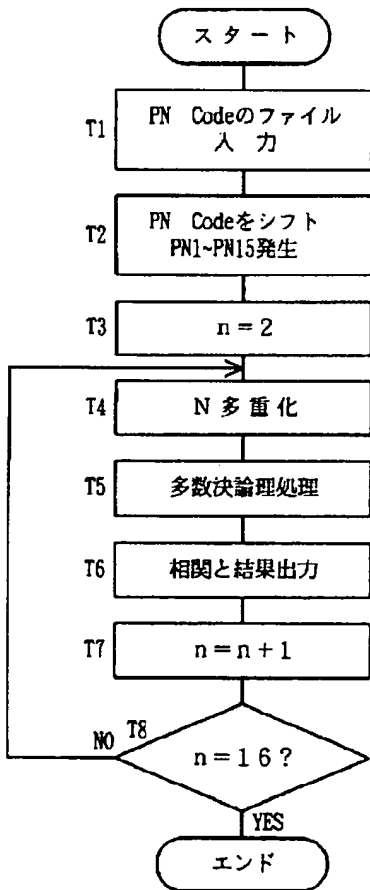 スタート
T1
PN Codeのファイル
入力
T2
PN Codeをシフト
PN1~PN15発生
T3
n=2
T4
N多重化
T5
多数決論理処理
T6
相関と結果出力
T7
n=n+1
T8
NO
n=16?
YES
エンド